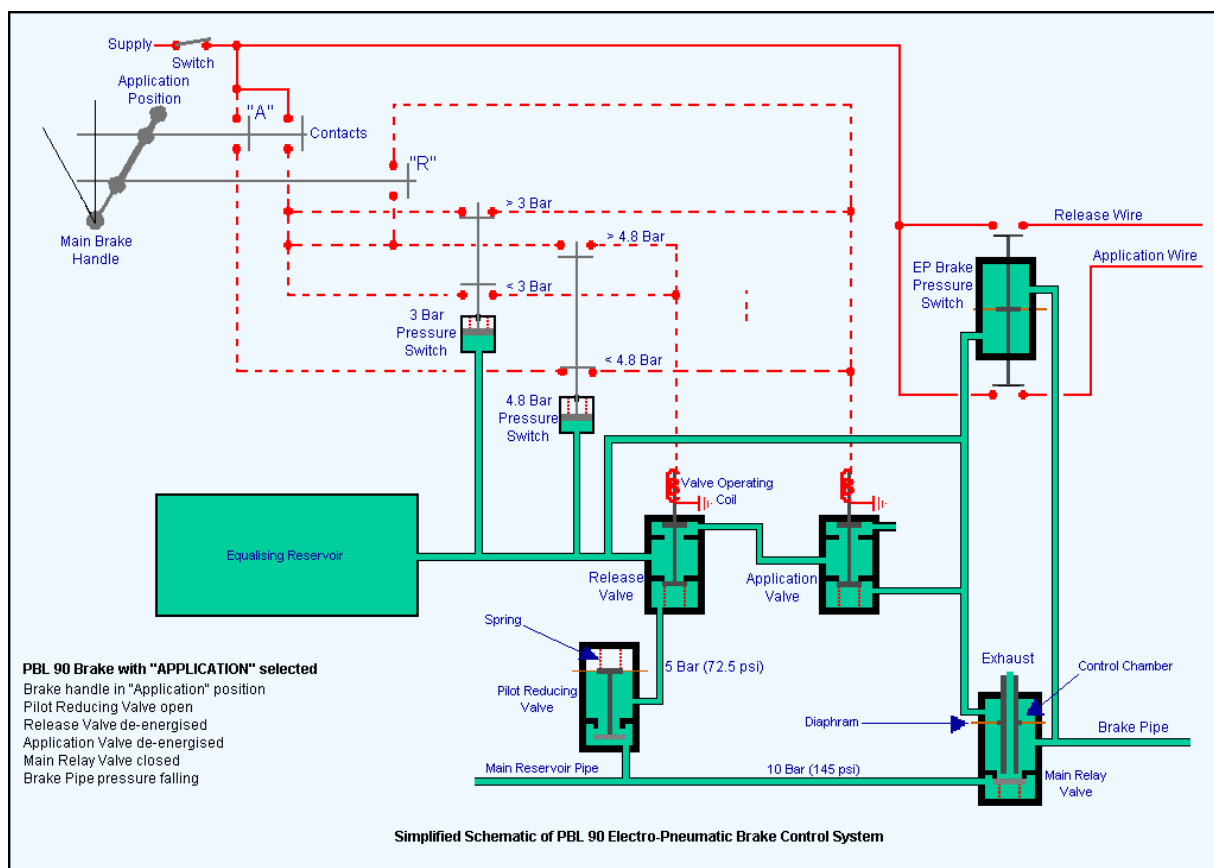 Supply
Switch
Application
Position
"A"
Contacts
"R"
Main Brake
Handle
> 3 Bar
> 4.8 Bar
< 3 Bar
3 Bar
Pressure
Switch
< 4.8 Bar
4.8 Bar
Pressure
Switch
Release Wire
Application Wire
EP Brake
Pressure
Switch
Valve Operating
Coil
Equalising Reservoir
Release
Valve
Application
Valve
Spring
5 Bar (72.5 psi)
Pilot Reducing
Valve
Exhaust
Control Chamber
Diaphram
Brake Pipe
Main Reservoir Pipe
10 Bar (145 psi)
Main Relay
Valve
PBL 90 Brake with "APPLICATION" selected
Brake handle in "Application" position
Pilot Reducing Valve open
Release Valve de-energised
Application Valve de-energised
Main Relay Valve closed
Brake Pipe pressure falling
Simplified Schematic of PBL 90 Electro-Pneumatic Brake Control System